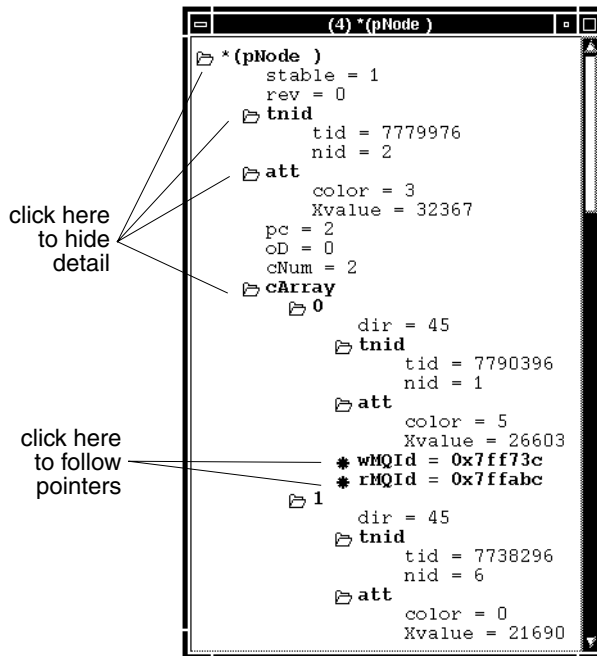 (4) *(pNode )
*(pNode )
stable = 1
rev = 0
tnid
tid = 7779976
nid = 2
att
color = 3
Xvalue = 32367
click here
to hide
detail
pc = 2
oD = 0
cNum = 2
cArray
0
dir = 45
tnid
tid = 7790396
nid = 1
att
color = 5
Xvalue = 26603
click here
to follow
pointers
wMQId = 0x7ff73c
rMQId = 0x7ffabc
1
dir = 45
tnid
tid = 7738296
nid = 6
att
color = 0
Xvalue = 21690